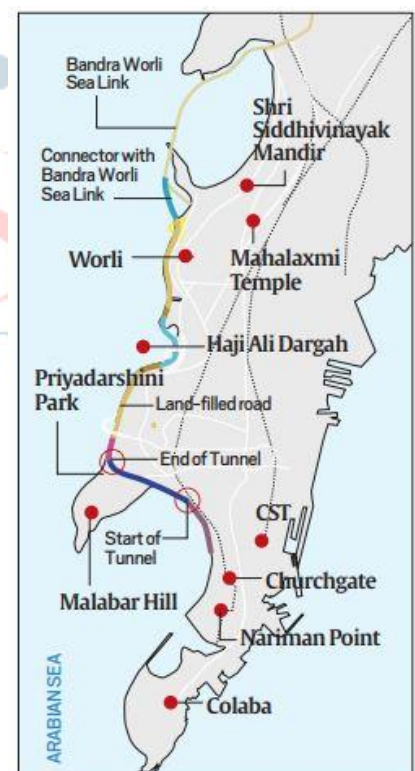 Bandra Worli
Sea Link
Shri
Siddhivinayak
Mandir
Connector with
Bandra Worli
Sea Link
Worli
Mahalaxmi
Temple
Haji Ali Dargah
Priyadarshini
Park
Land-filled road
End of Tunnel
CST
Start of
Tunnel
Malabar Hill
Churchgate
Nariman Point
Colaba
ARABIAN SEA